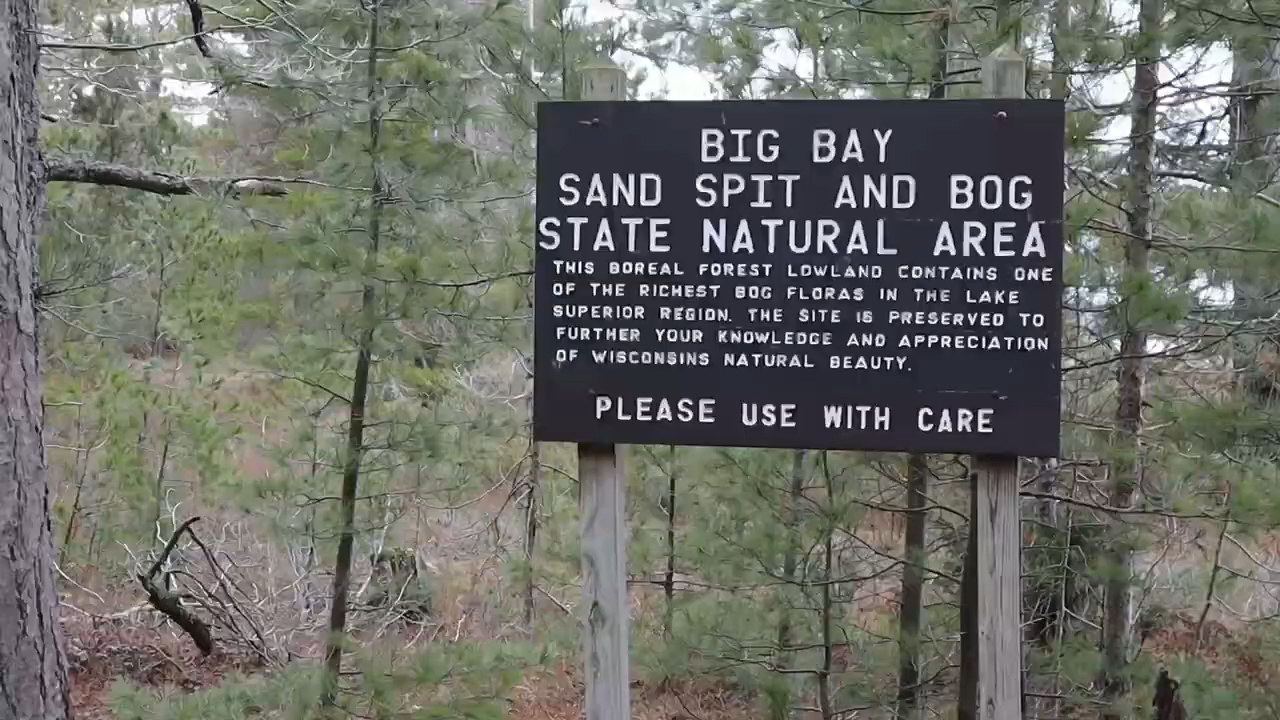 BIG BAY
SAND SPIT AND BOG
STATE NATURAL AREA
THIS BOREAL FOREST LOWLAND CONTAINS ONE
OF THE RICHEST BOG FLORAS IN THE LAKE
SUPERIOR REGION. THE SITE IS PRESERVED TO
FURTHER YOUR KNOWLEDGE AND APPRECIATION
OF WISCONSINS NATURAL BEAUTY.
PLEASE USE WITH CARE